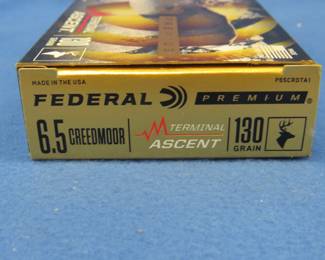 MADE IN THE USA P65CRDTA1
FEDERAL PREMIUM
6.5 CREEDMOOR TERMINAL ASCENT 130 GRAIN